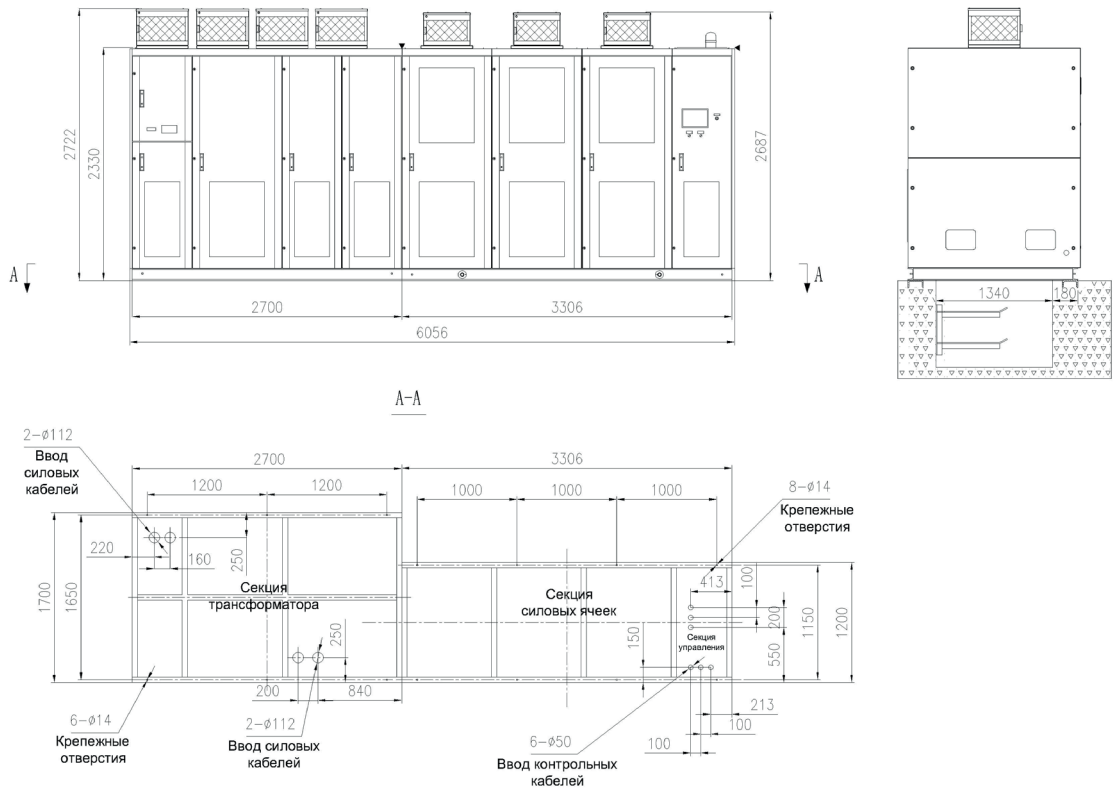 2722
2330
2687
A
A
2700
3306
6056
1340
180
A-A
2-ø112
Ввод
силовых
кабелей
2700
3306
1200
1200
1000
1000
1000
8-ø14
Крепежные
отверстия
220
160
250
1700
1650
Секция
трансформатора
Секция
силовых ячеек
413
100
200
550
1150
1200
150
Секция
управления
250
200
840
213
100
100
6-ø14
Крепежные
отверстия
2-ø112
Ввод силовых
кабелей
6-ø50
Ввод контрольных
кабелей